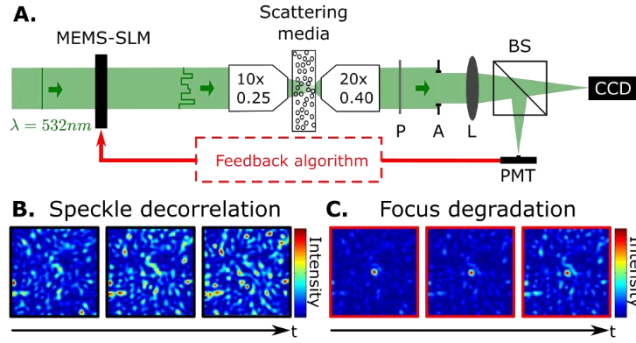 A.
Scattering
media
MEMS-SLM
BS
10x
0.25
20x
0.40
CCD
λ = 532nm
P
A
L
Feedback algorithm
PMT
B. Speckle decorrelation
C. Focus degradation
Intensity
Intensity
t
t